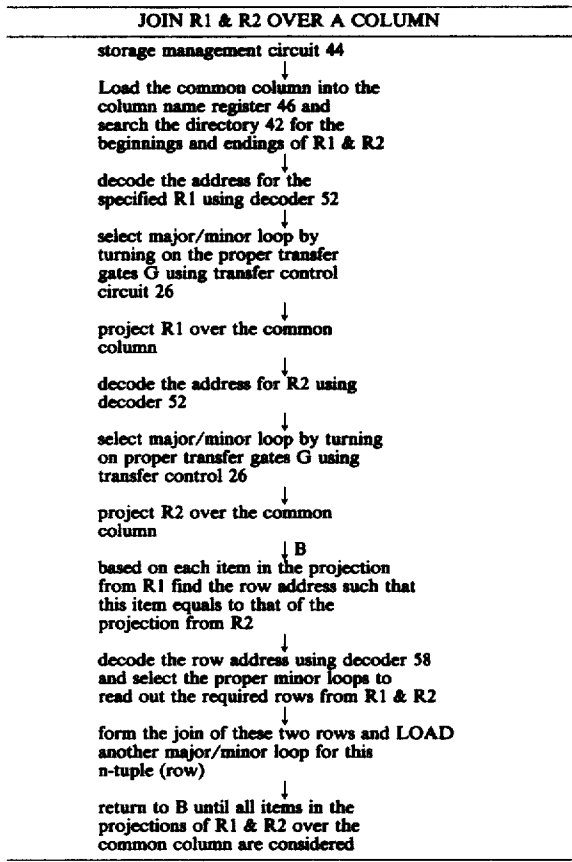 JOIN R1 & R2 OVER A COLUMN
storage management circuit 44
↓
Load the common column into the
column name register 46 and
search the directory 42 for the
beginnings and endings of R1 & R2
↓
decode the address for the
specified R1 using decoder 52
↓
select major/minor loop by
turning on the proper transfer
gates G using transfer control
circuit 26
↓
project R1 over the common
column
↓
decode the address for R2 using
decoder 52
↓
select major/minor loop by turning
on proper transfer gates G using
transfer control 26
↓
project R2 over the common
column
↓ B
based on each item in the projection
from R1 find the row address such that
this item equals to that of the
projection from R2
↓
decode the row address using decoder 58
and select the proper minor loops to
read out the required rows from R1 & R2
↓
form the join of these two rows and LOAD
another major/minor loop for this
n-tuple (row)
↓
return to B until all items in the
projections of R1 & R2 over the
common column are considered